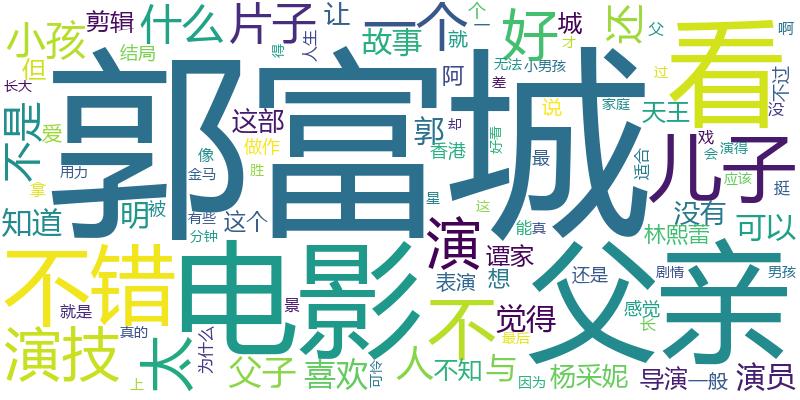 小孩
什么
片子
让
一个
好
城
还
个
一
看
剪辑
但
结局
得
人生
故事
就
才
父
啊
长大
不是
爱
郭富城
阿
无法
小男孩
过
没
不过
差
说
家庭
天王
这部
做作
郭
却
好看
戏
儿子
用力
像
金马
胜
香港
最
适合
会
演得
拿
星
应该
挺
知道
明
被
有些
分钟
这个
演
这
能
真
没有
林熙蕾
可以
不错
电影
谭家
表演
想
还是
父亲
剧情
男孩
感觉
长
就是
真的
景
不
觉得
最后
演技
太
为什么
父子
喜欢
可怜
人
不知
与
因为
杨采妮
导演
一般
演员
上